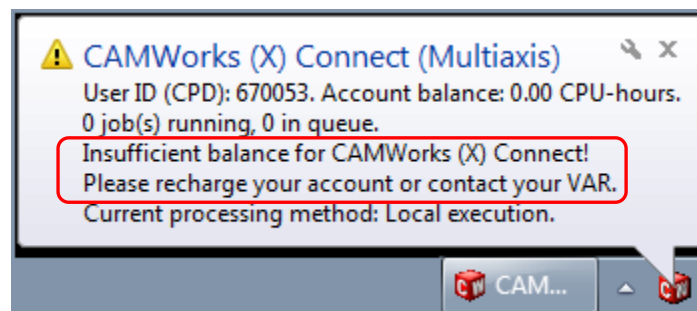 CAMWorks (X) Connect (Multiaxis)
User ID (CPD): 670053. Account balance: 0.00 CPU-hours.
0 job(s) running, 0 in queue.
Insufficient balance for CAMWorks (X) Connect!
Please recharge your account or contact your VAR.
Current processing method: Local execution.
CAM...